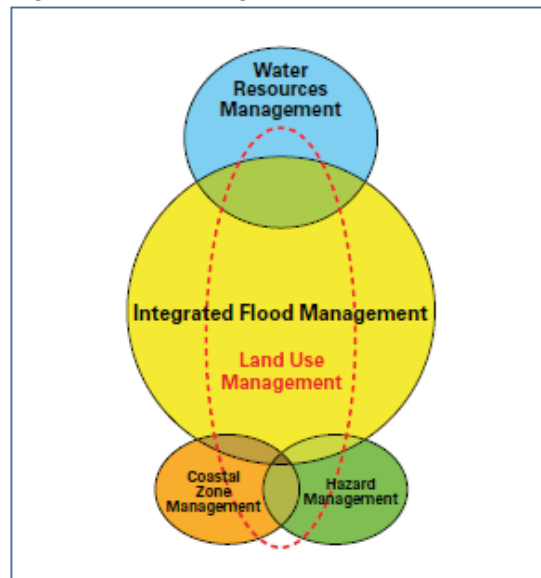 Water
Resources
Management
Integrated Flood Management
Land Use
Management
Coastal
Zone
Management
Hazard
Management